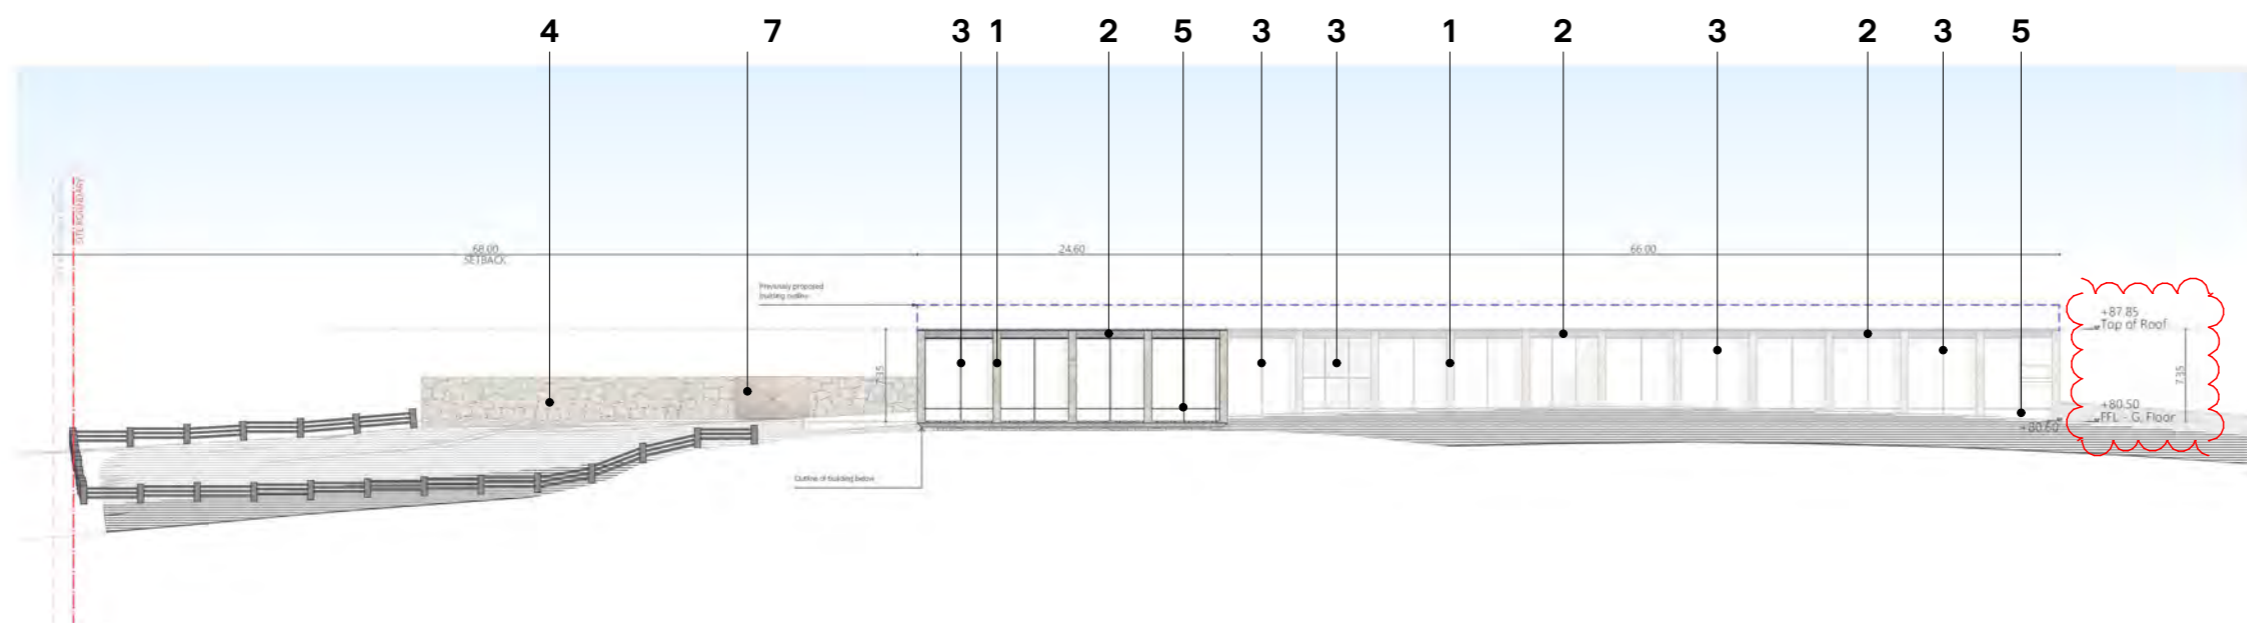 4 7 3 1 2 5 3 3 1 2 3 2 3 5
SITE BOUNDARY
68.00
SETBACK
24.60
66.00
Previously proposed
building outline
+87.85
Top of Roof
7.35
7.35
+80.50
FFL - G. Floor
Outline of building below